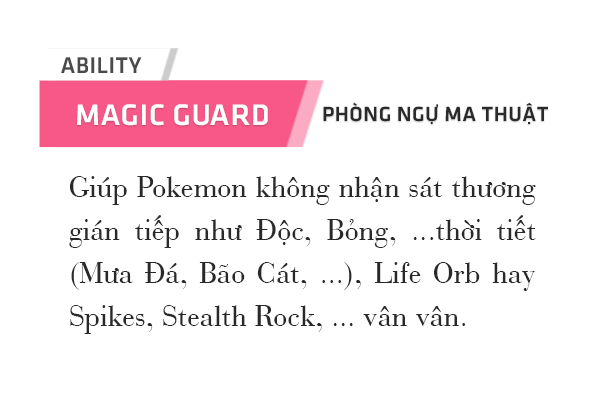 ABILITY
MAGIC GUARD
PHÒNG NGỰ MA THUẬT
Giúp Pokemon không nhận sát thương
gián tiếp như Độc, Bỏng, ...thời tiết
(Mưa Đá, Bão Cát, ...), Life Orb hay
Spikes, Stealth Rock, ... vân vân.